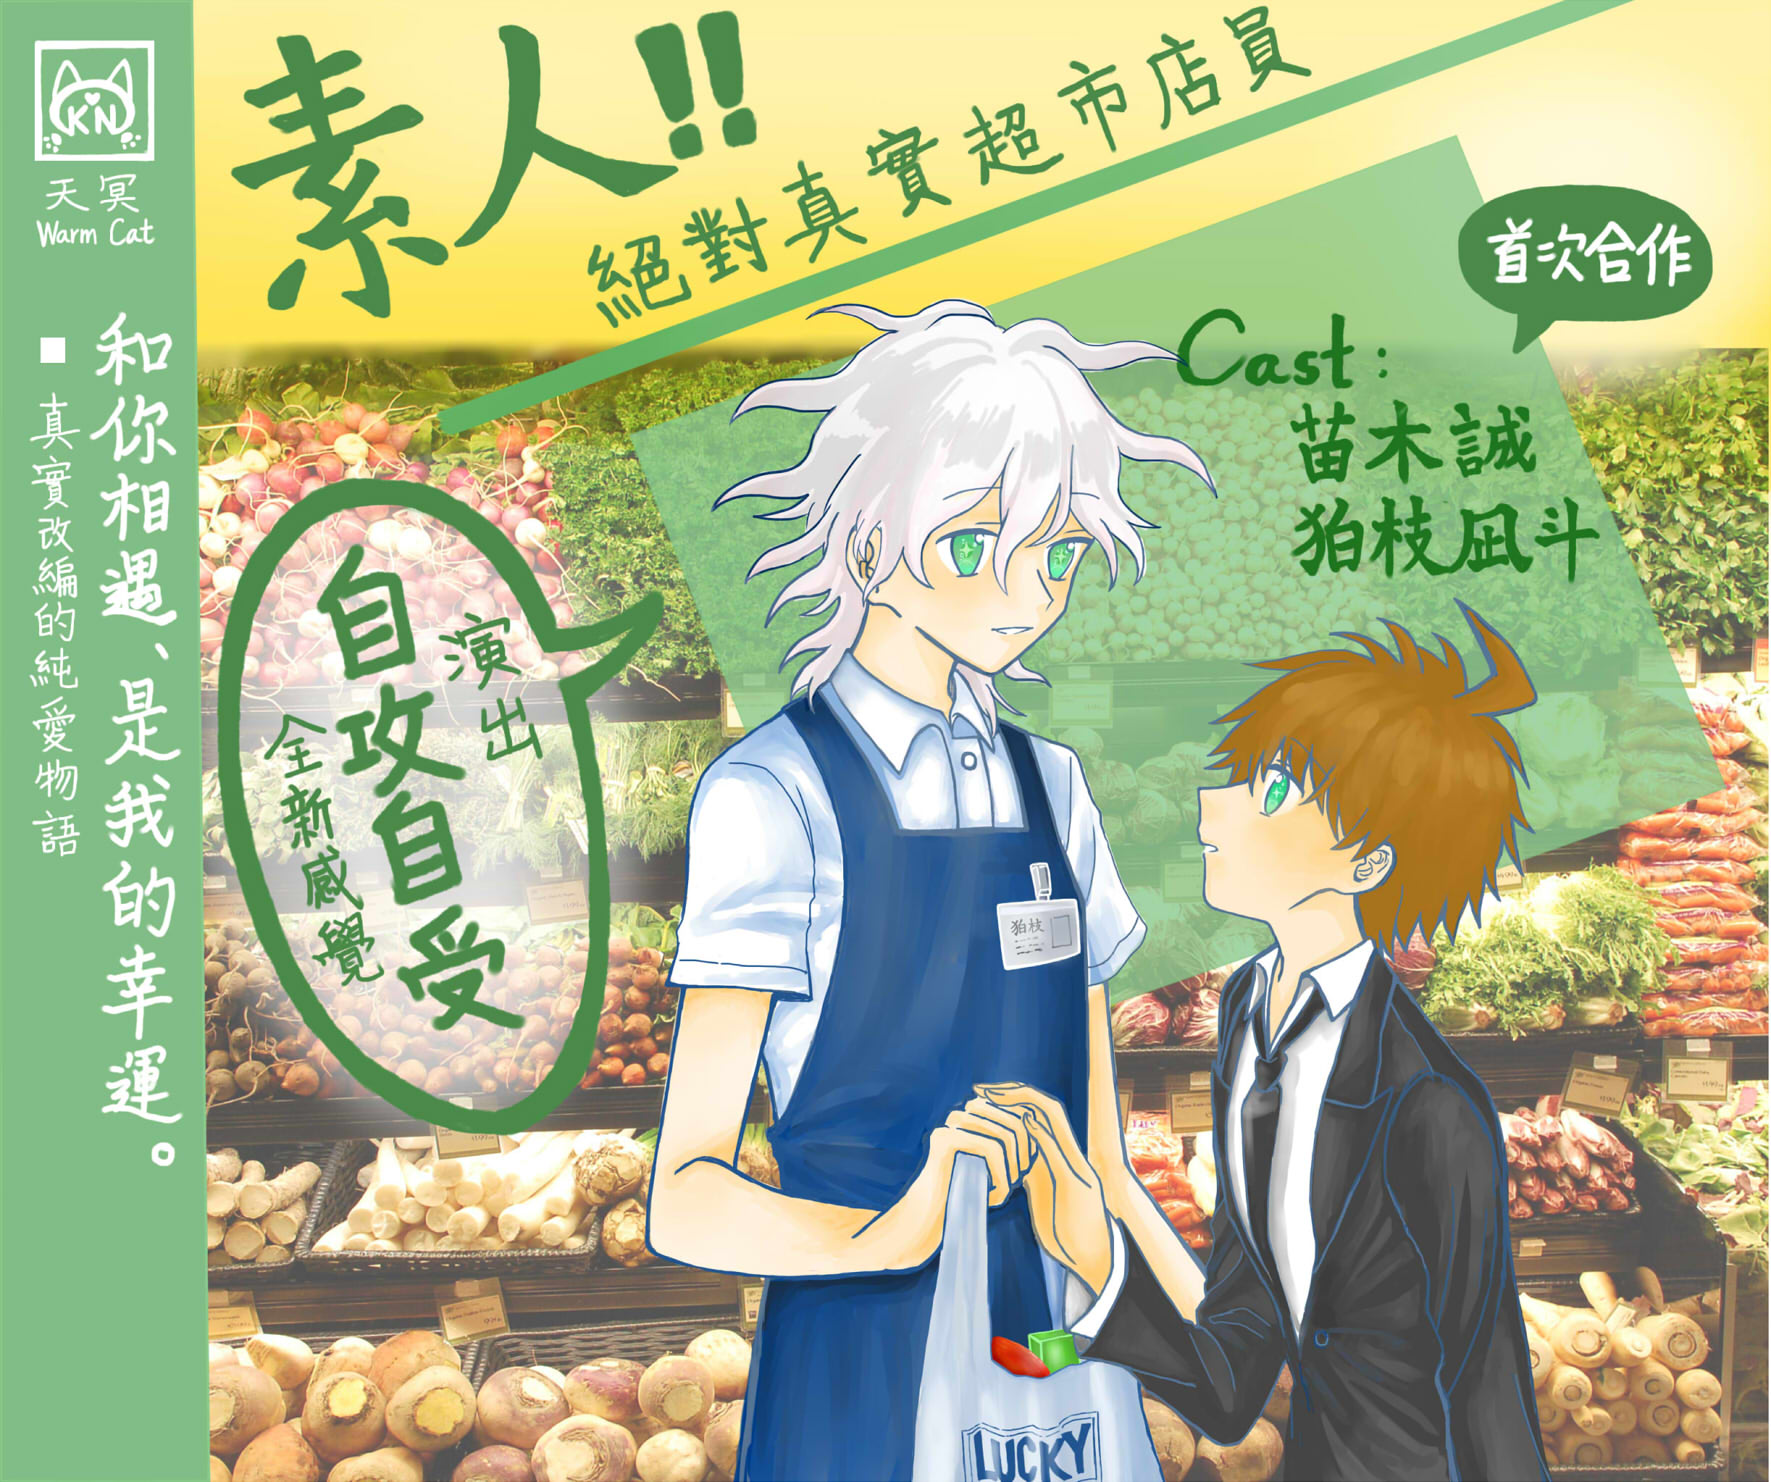 KN
天冥
Warm Cat
和你相遇、是我的幸運。
■ 真實改編的純愛物語
素人!!
絕對真實超市店員
首次合作
Cast:
苗木誠
狛枝凪斗
演出
自攻自受
全新感覺
狛枝
LUCKY